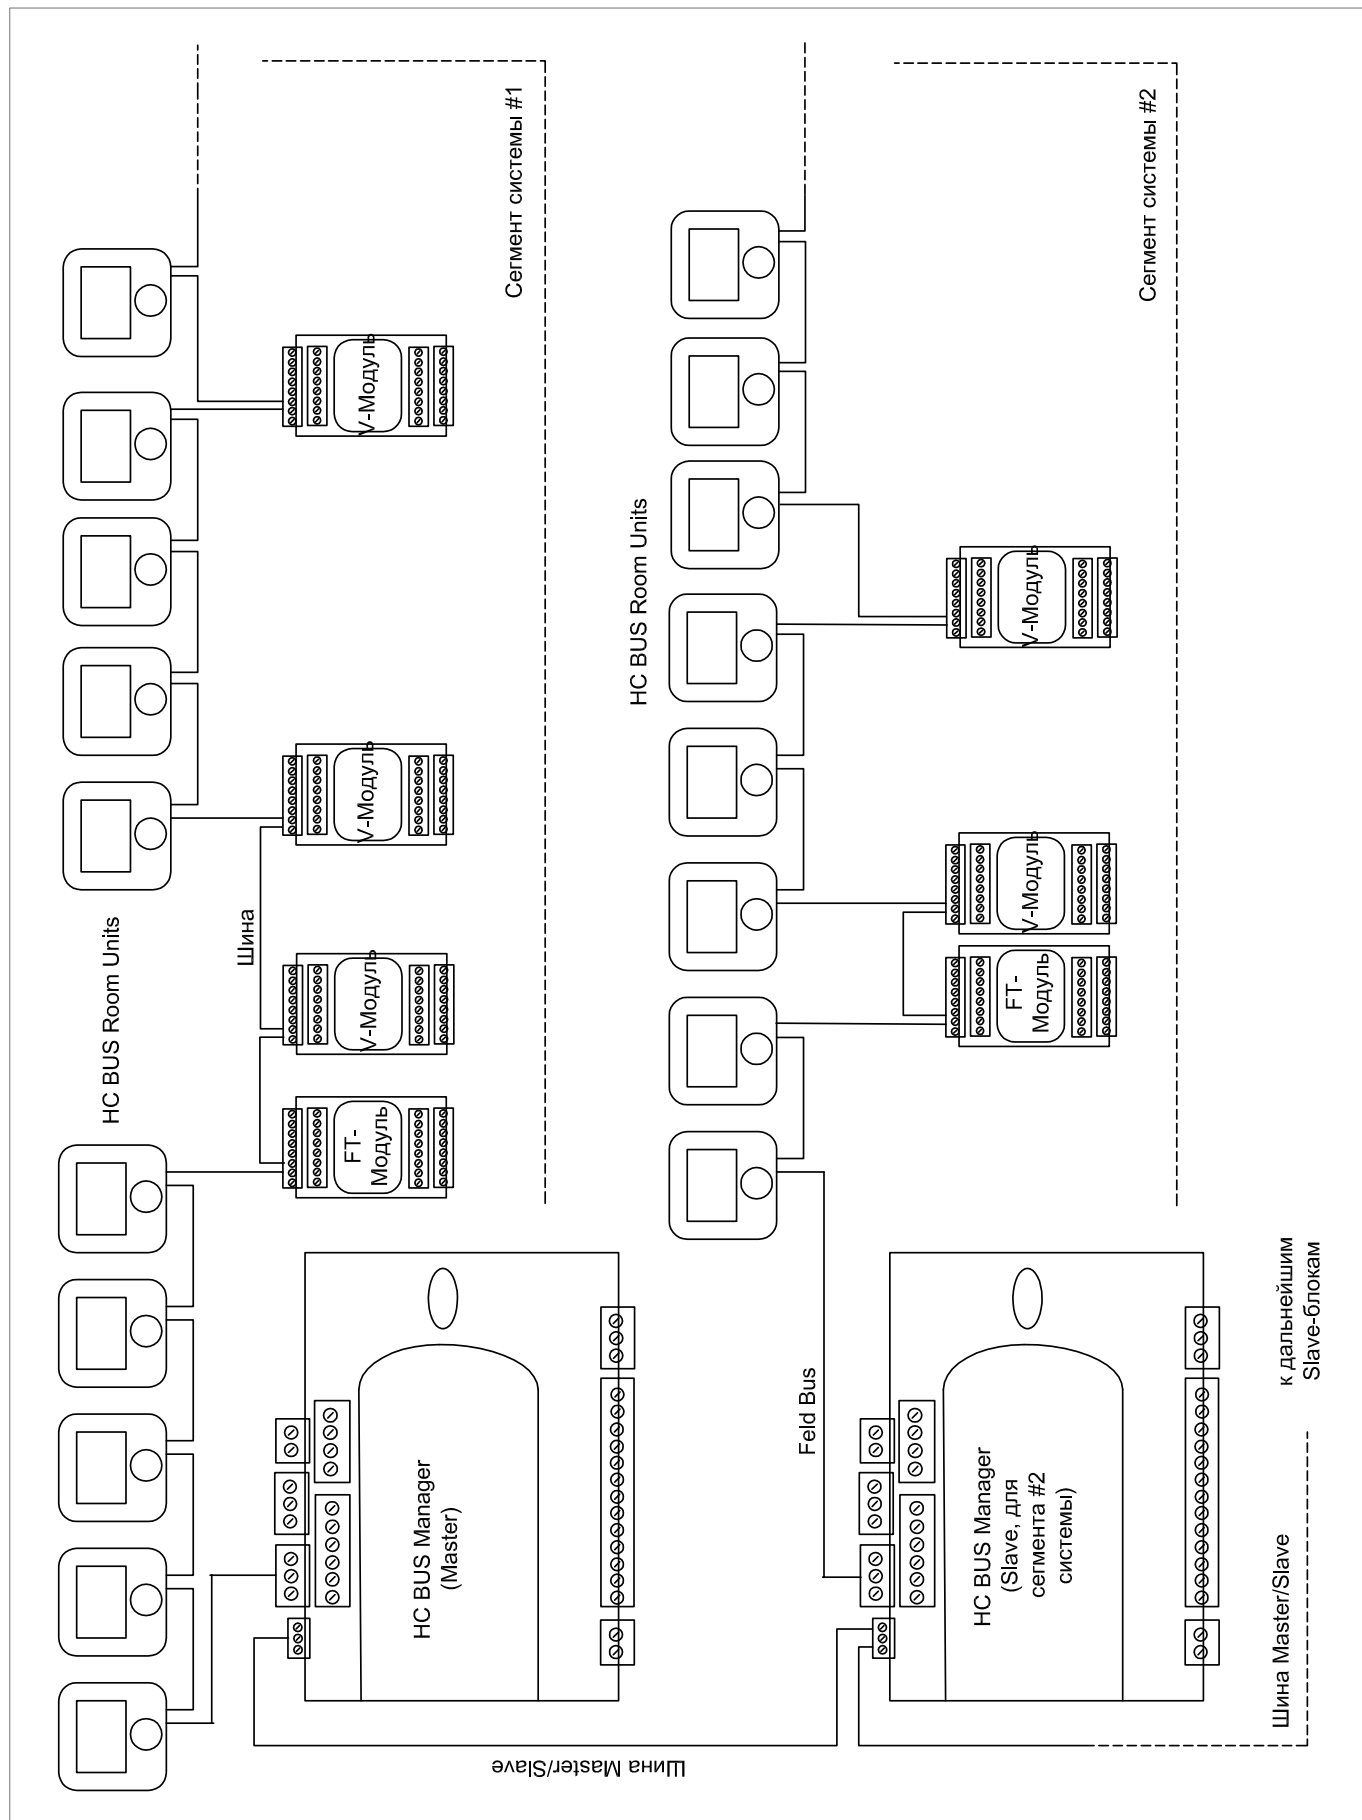 Сегмент системы #1
V-Модуль
HC BUS Room Units
Шина
V-Модуль
V-Модуль
FT-
Модуль
HC BUS Manager
(Master)
Сегмент системы #2
HC BUS Room Units
V-Модуль
V-Модуль
FT-
Модуль
Feld Bus
HC BUS Manager
(Slave, для
сегмента #2
системы)
к дальнейшим
Slave-блокам
Шина Master/Slave
Шина Master/Slave